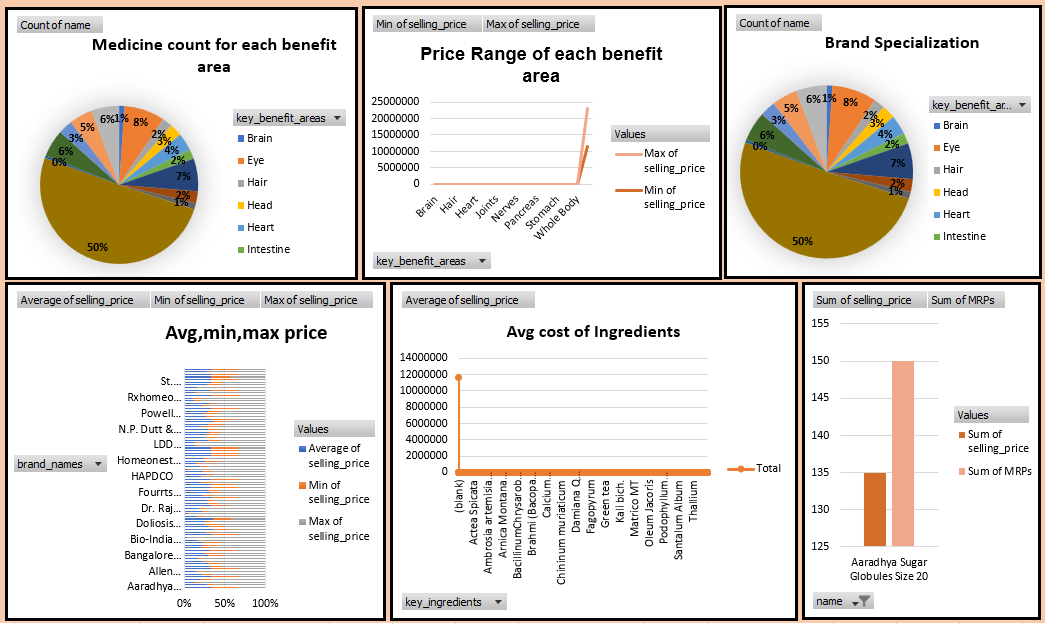 Count of name
Medicine count for each benefit
area
1%
8%
2%
3%
4%
2%
7%
2%
1%
50%
0%
6%
3%
5%
6%
key_benefit_areas
Brain
Eye
Hair
Head
Heart
Intestine
Min of selling_price Max of selling_price
Price Range of each benefit
area
25000000
20000000
15000000
10000000
5000000
0
Brain
Hair
Heart
Joints
Nerves
Pancreas
Stomach
Whole Body
Values
Max of
selling_price
Min of
selling_price
key_benefit_areas
Count of name
Brand Specialization
1%
8%
2%
3%
4%
2%
7%
2%
1%
50%
0%
6%
3%
5%
6%
key_benefit_ar...
Brain
Eye
Hair
Head
Heart
Intestine
Average of selling_price Min of selling_price Max of selling_price
Avg,min,max price
brand_names
St....
Rxhomeo...
Powell...
N.P. Dutt &...
LDD...
Homeonest...
HAPDCO
Fourrts...
Dr. Raj...
Doliosis...
Bio-India...
Bangalore...
Allen...
Aaradhya...
0% 50% 100%
Values
Average of
selling_price
Min of
selling_price
Max of
selling_price
Average of selling_price
Avg cost of Ingredients
14000000
12000000
10000000
8000000
6000000
4000000
2000000
0
(blank)
Actea Spicata
Ambrosia artemisia...
Arnica Montana...
BacillinumChrysarob...
Brahmi (Bacopa...
Calcium...
Chininum muriaticum
Damiana Q...
Fagopyrum
Green tea
Kali bich.
Matrico MT
Oleum Jacoris
Podophyllum...
Santalum Album
Thallium
Total
key_ingredients
Sum of selling_price Sum of MRPs
155
150
145
140
135
130
125
Aaradhya Sugar
Globules Size 20
Values
Sum of
selling_price
Sum of MRPs
name